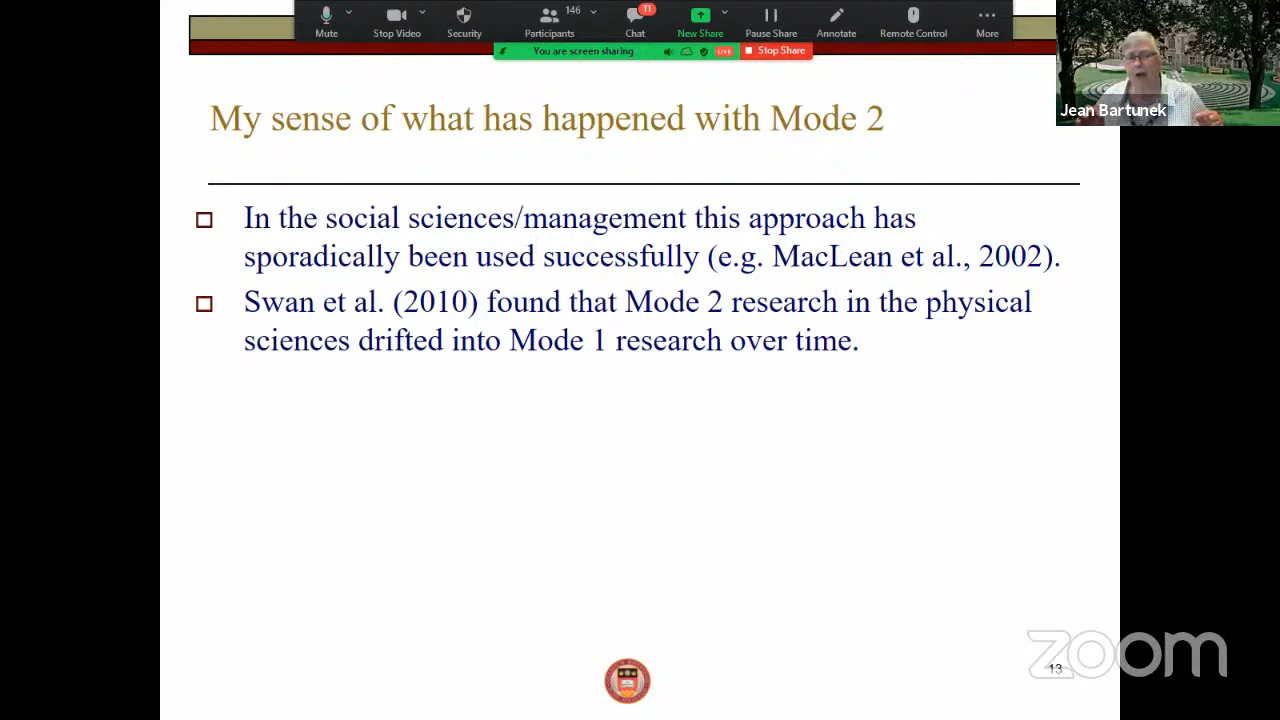 146
11
Mute
Stop Video
Security
Participants
Chat
New Share
Pause Share
Annotate
Remote Control
More
You are screen sharing
LIVE
Stop Share
Jean Bartunek
My sense of what has happened with Mode 2
In the social sciences/management this approach has
sporadically been used successfully (e.g. MacLean et al., 2002).
Swan et al. (2010) found that Mode 2 research in the physical
sciences drifted into Mode 1 research over time.
zoom
13